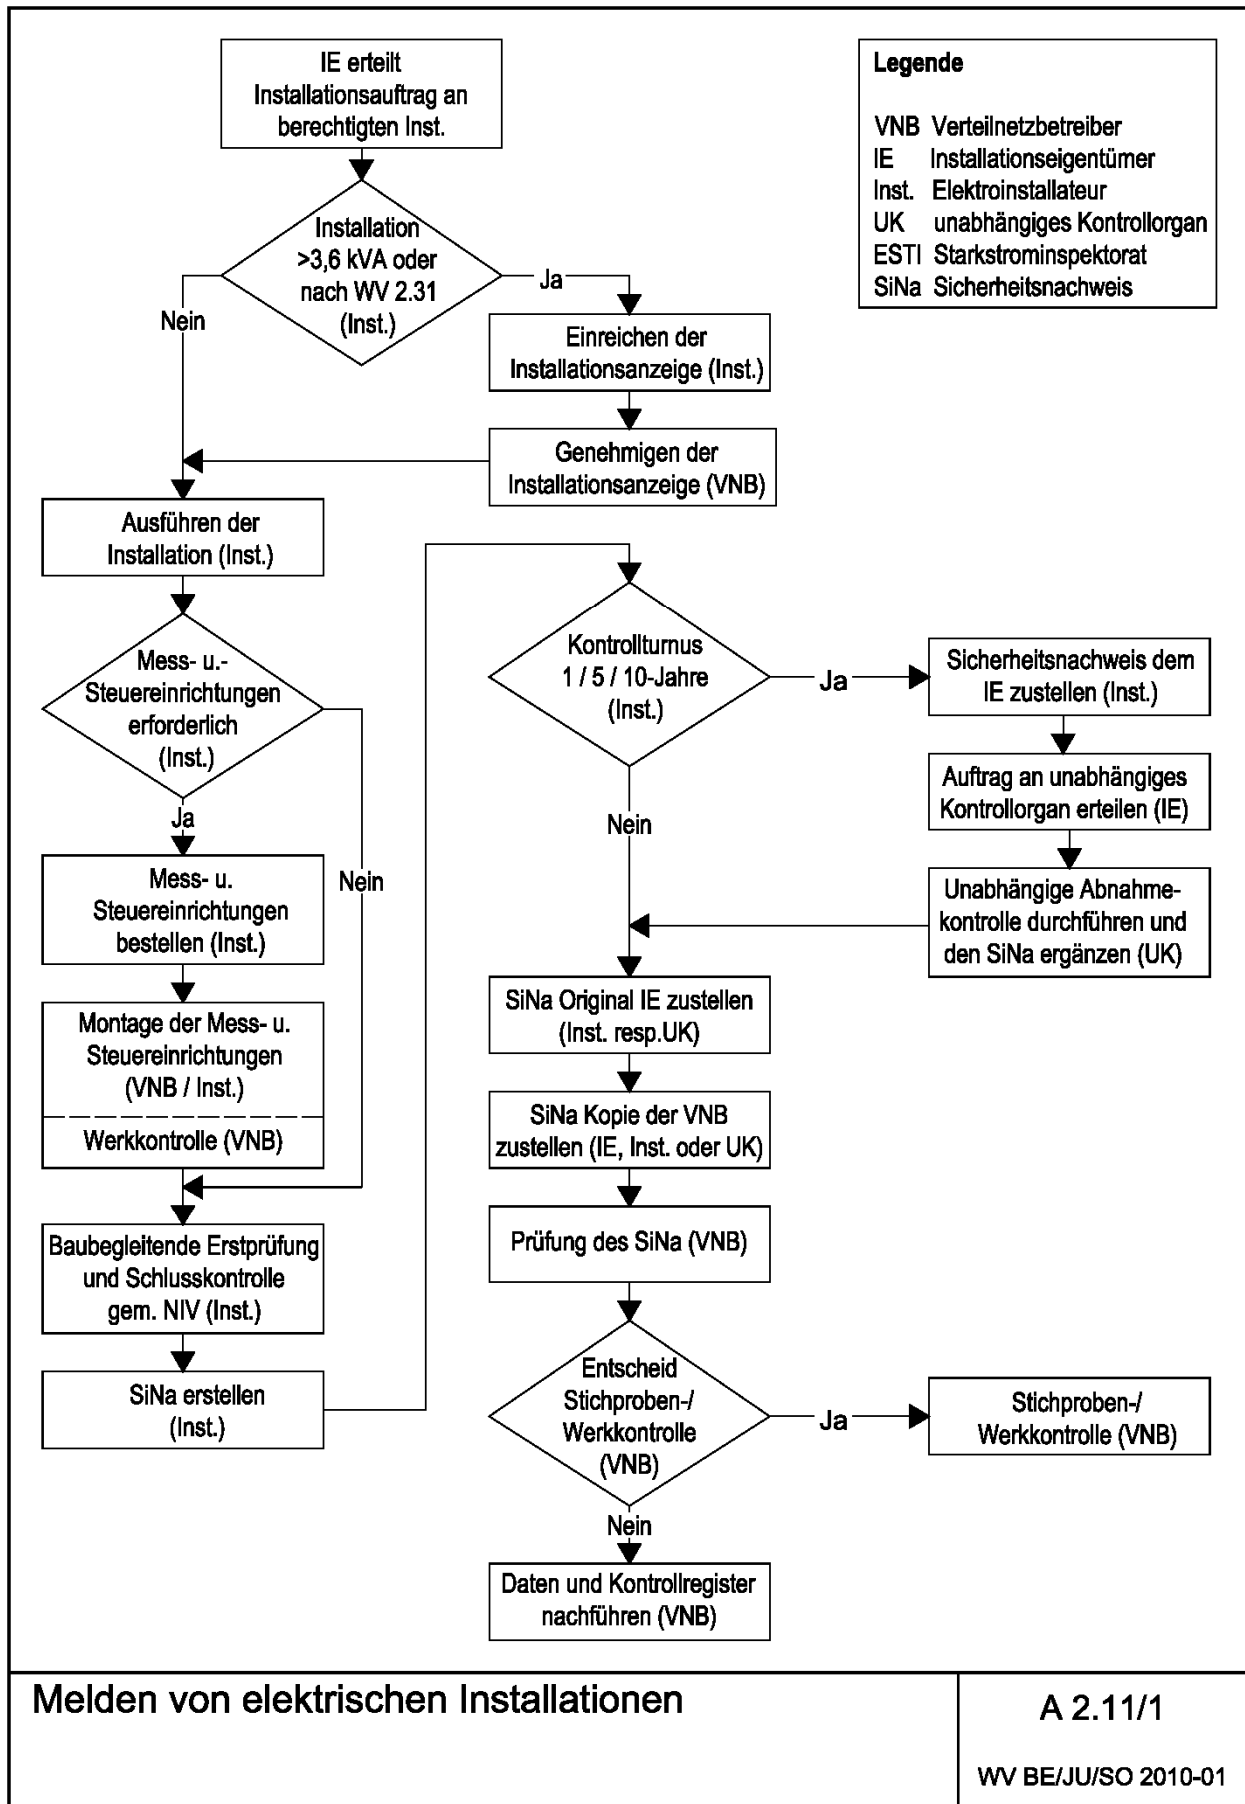 IE erteilt
Installationsauftrag an
berechtigten Inst.
Legende
VNB Verteilnetzbetreiber
IE Installationseigentümer
Inst. Elektroinstallateur
UK unabhängiges Kontrollorgan
ESTI Starkstrominspektorat
SiNa Sicherheitsnachweis
Installation
>3,6 kVA oder
nach WV 2.31
(Inst.)
Ja
Nein
Einreichen der
Installationsanzeige (Inst.)
Genehmigen der
Installationsanzeige (VNB)
Ausführen der
Installation (Inst.)
Mess- u.-
Steuereinrichtungen
erforderlich
(Inst.)
Ja
Nein
Mess- u.
Steuereinrichtungen
bestellen (Inst.)
Montage der Mess- u.
Steuereinrichtungen
(VNB / Inst.)
Werkkontrolle (VNB)
Baubegleitende Erstprüfung
und Schlusskontrolle
gem. NIV (Inst.)
SiNa erstellen
(Inst.)
Kontrollturnus
1 / 5 / 10-Jahre
(Inst.)
Ja
Nein
Sicherheitsnachweis dem
IE zustellen (Inst.)
Auftrag an unabhängiges
Kontrollorgan erteilen (IE)
Unabhängige Abnahme-
kontrolle durchführen und
den SiNa ergänzen (UK)
SiNa Original IE zustellen
(Inst. resp.UK)
SiNa Kopie der VNB
zustellen (IE, Inst. oder UK)
Prüfung des SiNa (VNB)
Entscheid
Stichproben-/
Werkkontrolle
(VNB)
Ja
Stichproben-/
Werkkontrolle (VNB)
Nein
Daten und Kontrollregister
nachführen (VNB)
Melden von elektrischen Installationen
A 2.11/1
WV BE/JU/SO 2010-01